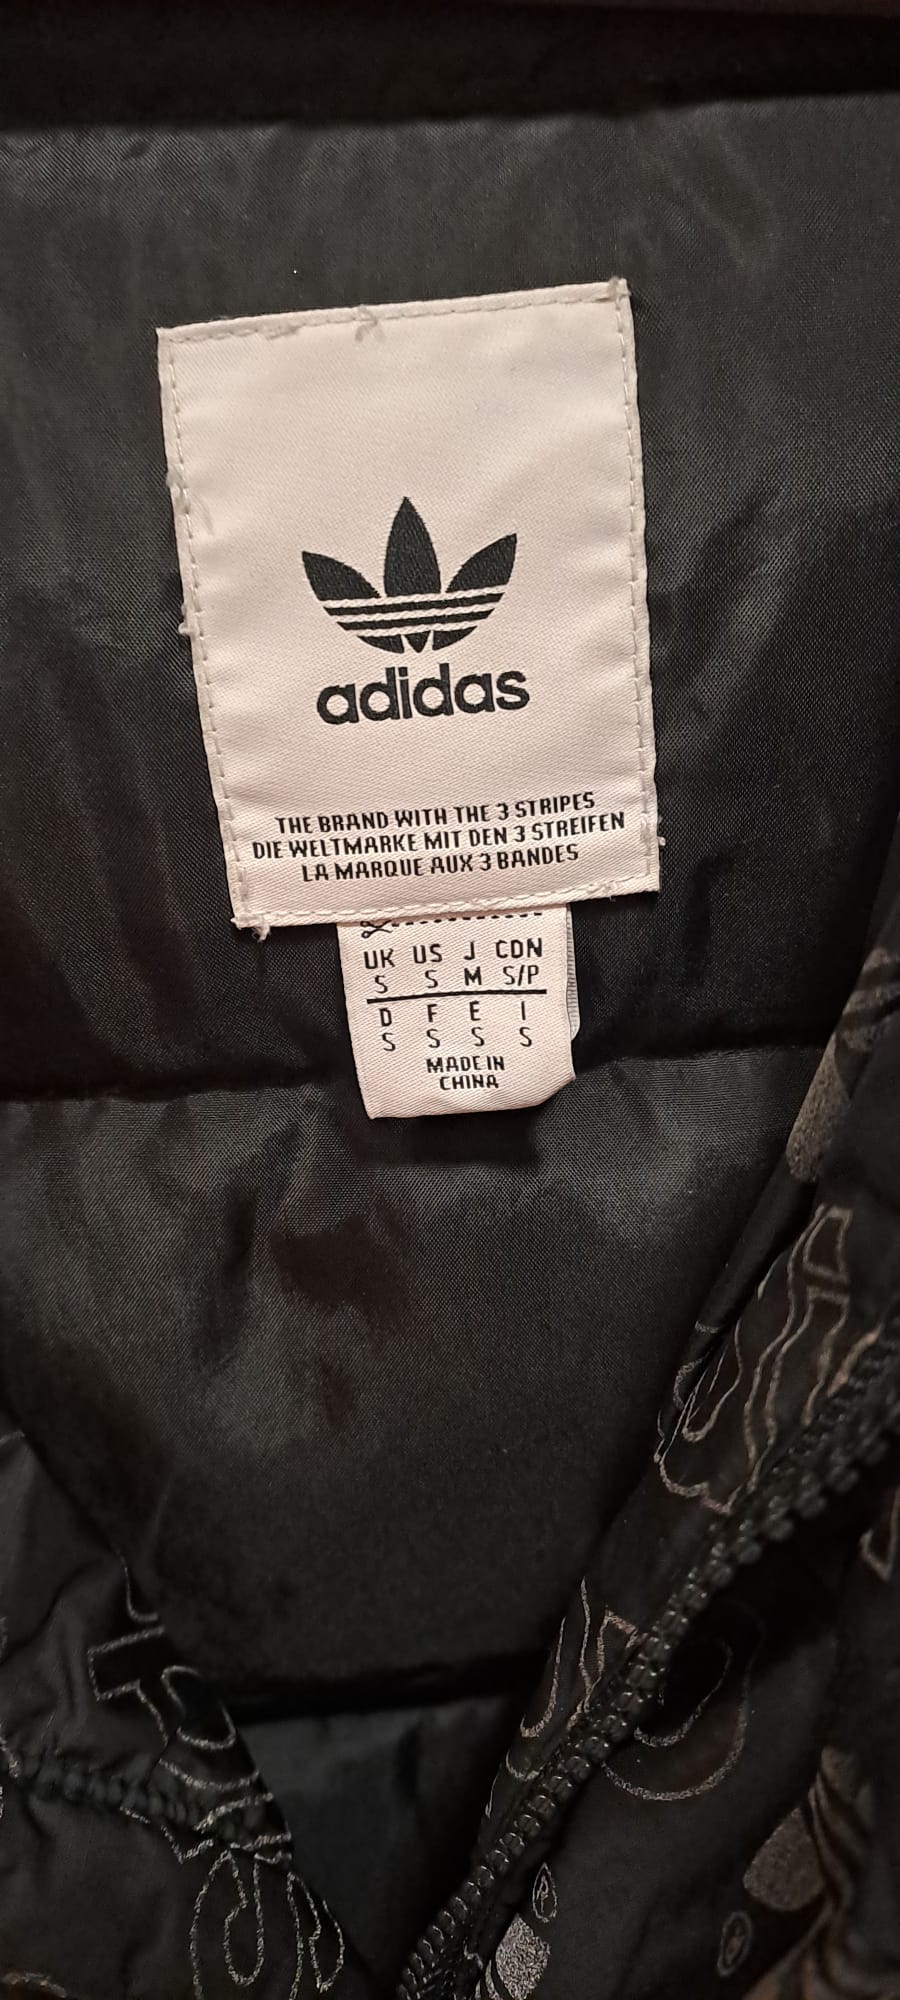 adidas
THE BRAND WITH THE 3 STRIPES
DIE WELTMARKE MIT DEN 3 STREIFEN
LA MARQUE AUX 3 BANDES
UK US J CDN
S S M S/P
D F E I
S S S S
MADE IN
CHINA